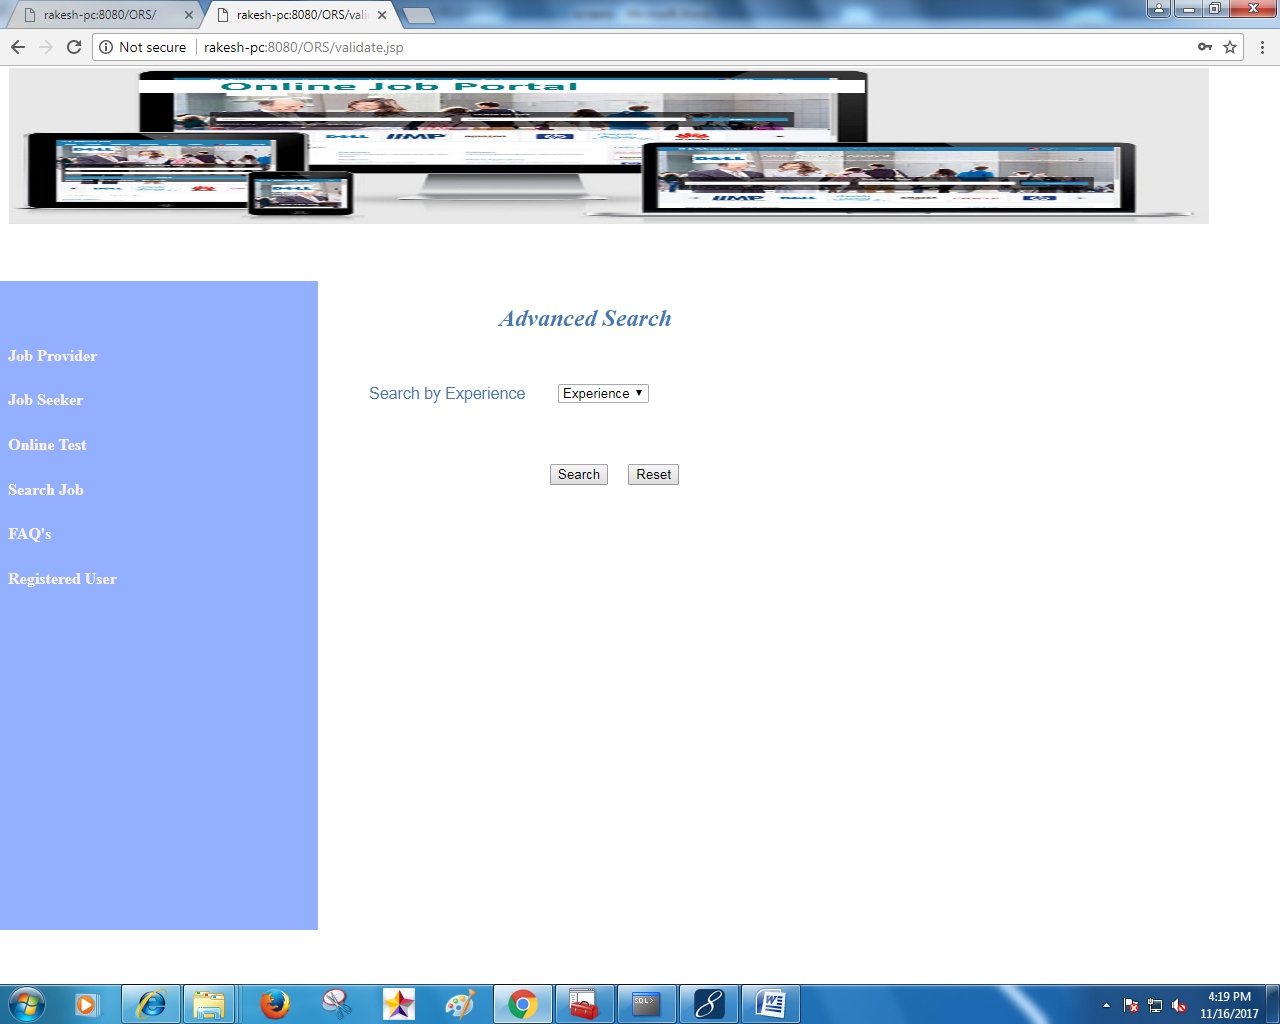 rakesh-pc:8080/ORS/
rakesh-pc:8080/ORS/vali
Not secure
rakesh-pc:8080/ORS/validate.jsp
Online Job Portal
Advanced Search
Job Provider
Search by Experience
Experience
Job Seeker
Online Test
Search
Reset
Search Job
FAQ's
Registered User
SQL>
4:19 PM
11/16/2017